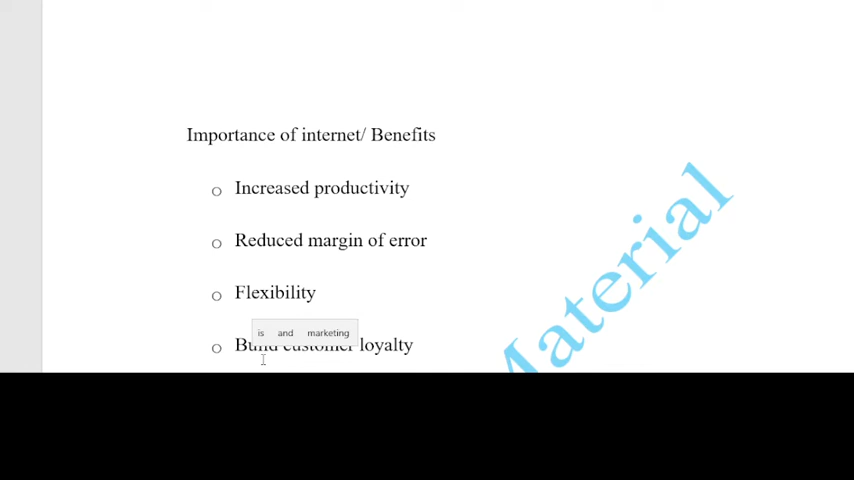 Importance of internet/ Benefits
o Increased productivity
o Reduced margin of error
o Flexibility
is and marketing
o Build customer loyalty
Material